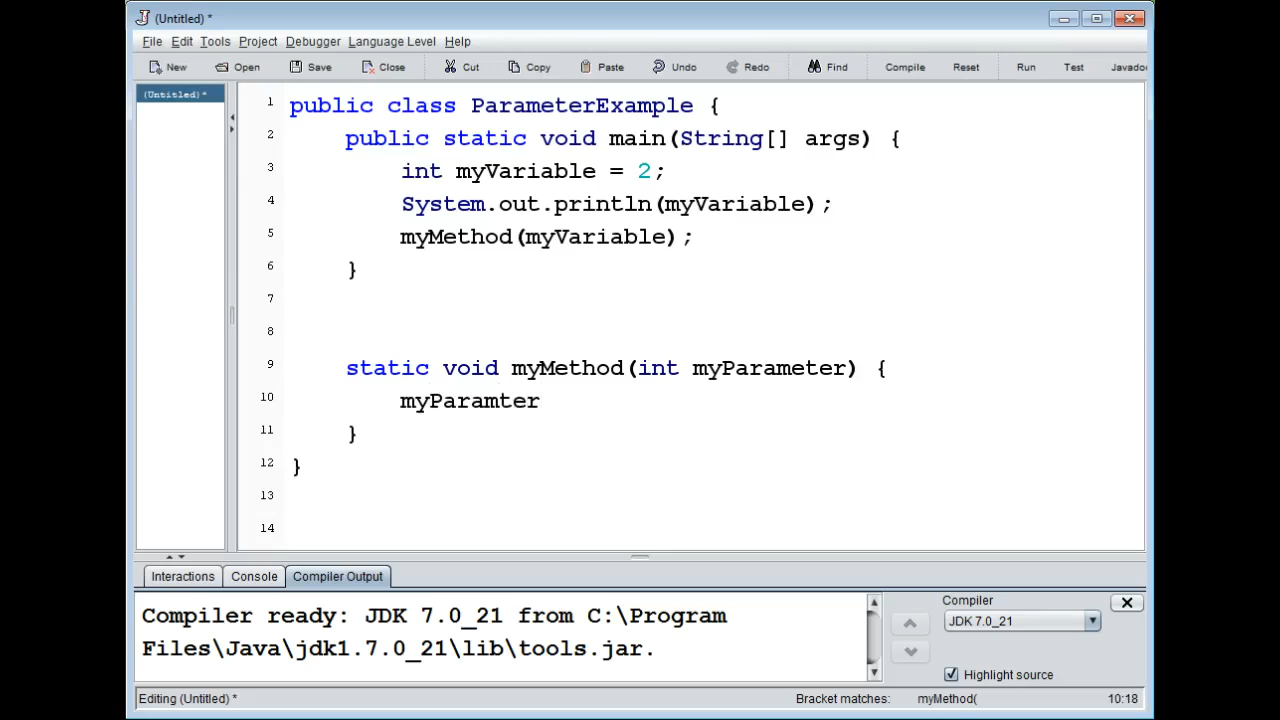 (Untitled) *
File Edit Tools Project Debugger Language Level Help
New Open Save Close Cut Copy Paste Undo Redo Find Compile Reset Run Test Javado
(Untitled)*
1 public class ParameterExample {
2 public static void main(String[] args) {
3 int myVariable = 2;
4 System.out.println(myVariable);
5 myMethod(myVariable);
6 }
7
8
9 static void myMethod(int myParameter) {
10 myParamter
11 }
12 }
13
14
Interactions Console Compiler Output
Compiler ready: JDK 7.0_21 from C:\Program
Files\Java\jdk1.7.0_21\lib\tools.jar.
Compiler
JDK 7.0_21
Highlight source
Editing (Untitled) * Bracket matches: myMethod( 10:18